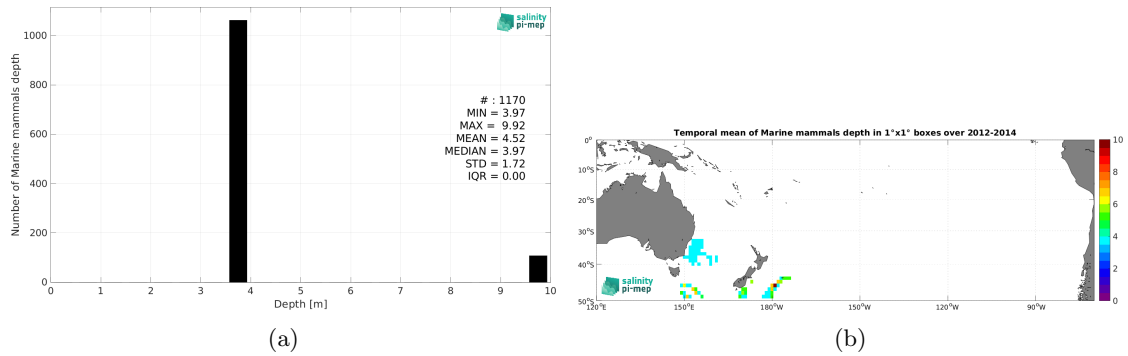 1000
800
600
400
200
0
Number of Marine mammals depth
salinity
pi-mep
# : 1170
MIN = 3.97
MAX = 9.92
MEAN = 4.52
MEDIAN = 3.97
STD = 1.72
IQR = 0.00
0 1 2 3 4 5 6 7 8 9 10
Depth [m]
(a)
Temporal mean of Marine mammals depth in 1°x1° boxes over 2012-2014
0°
10°S
20°S
30°S
40°S
50°S
120°E 150°E 180°W 150°W 120°W 90°W
salinity
pi-mep
10
8
6
4
2
0
(b)